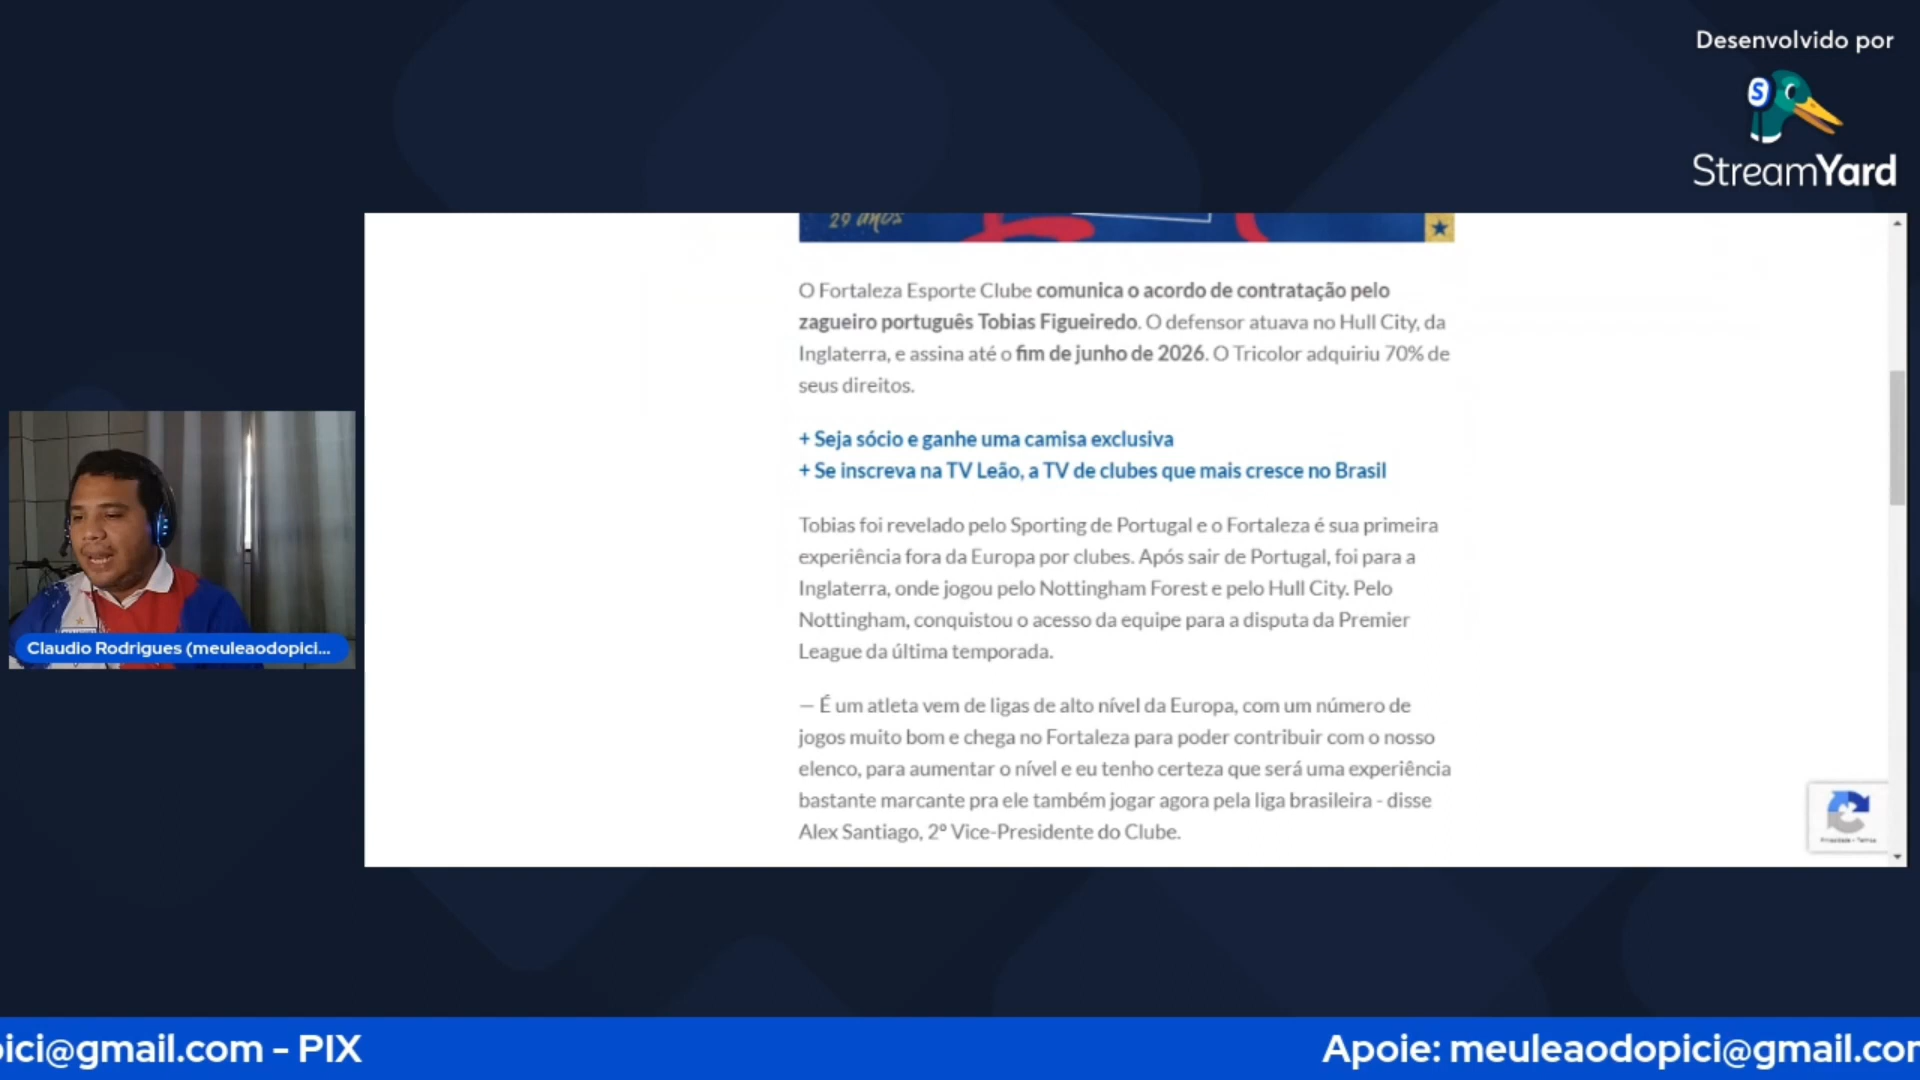 Desenvolvido por
StreamYard
29 anos
O Fortaleza Esporte Clube comunica o acordo de contratação pelo
zagueiro português Tobias Figueiredo. O defensor atuava no Hull City, da
Inglaterra, e assina até o fim de junho de 2026. O Tricolor adquiriu 70% de
seus direitos.
+ Seja sócio e ganhe uma camisa exclusiva
+ Se inscreva na TV Leão, a TV de clubes que mais cresce no Brasil
Tobias foi revelado pelo Sporting de Portugal e o Fortaleza é sua primeira
experiência fora da Europa por clubes. Após sair de Portugal, foi para a
Inglaterra, onde jogou pelo Nottingham Forest e pelo Hull City. Pelo
Nottingham, conquistou o acesso da equipe para a disputa da Premier
League da última temporada.
— É um atleta vem de ligas de alto nível da Europa, com um número de
jogos muito bom e chega no Fortaleza para poder contribuir com o nosso
elenco, para aumentar o nível e eu tenho certeza que será uma experiência
bastante marcante pra ele também jogar agora pela liga brasileira - disse
Alex Santiago, 2º Vice-Presidente do Clube.
Claudio Rodrigues (meuleaodopici...
Privacidade - Termos
ici@gmail.com - PIX
Apoie: meuleaodopici@gmail.con